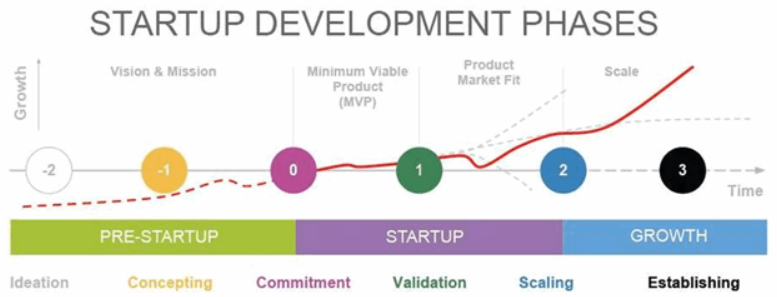 STARTUP DEVELOPMENT PHASES
Growth
Vision & Mission
Minimum Viable
Product
(MVP)
Product
Market Fit
Scale
-2
-1
0
1
2
3
Time
PRE-STARTUP
STARTUP
GROWTH
Ideation
Concepting
Commitment
Validation
Scaling
Establishing